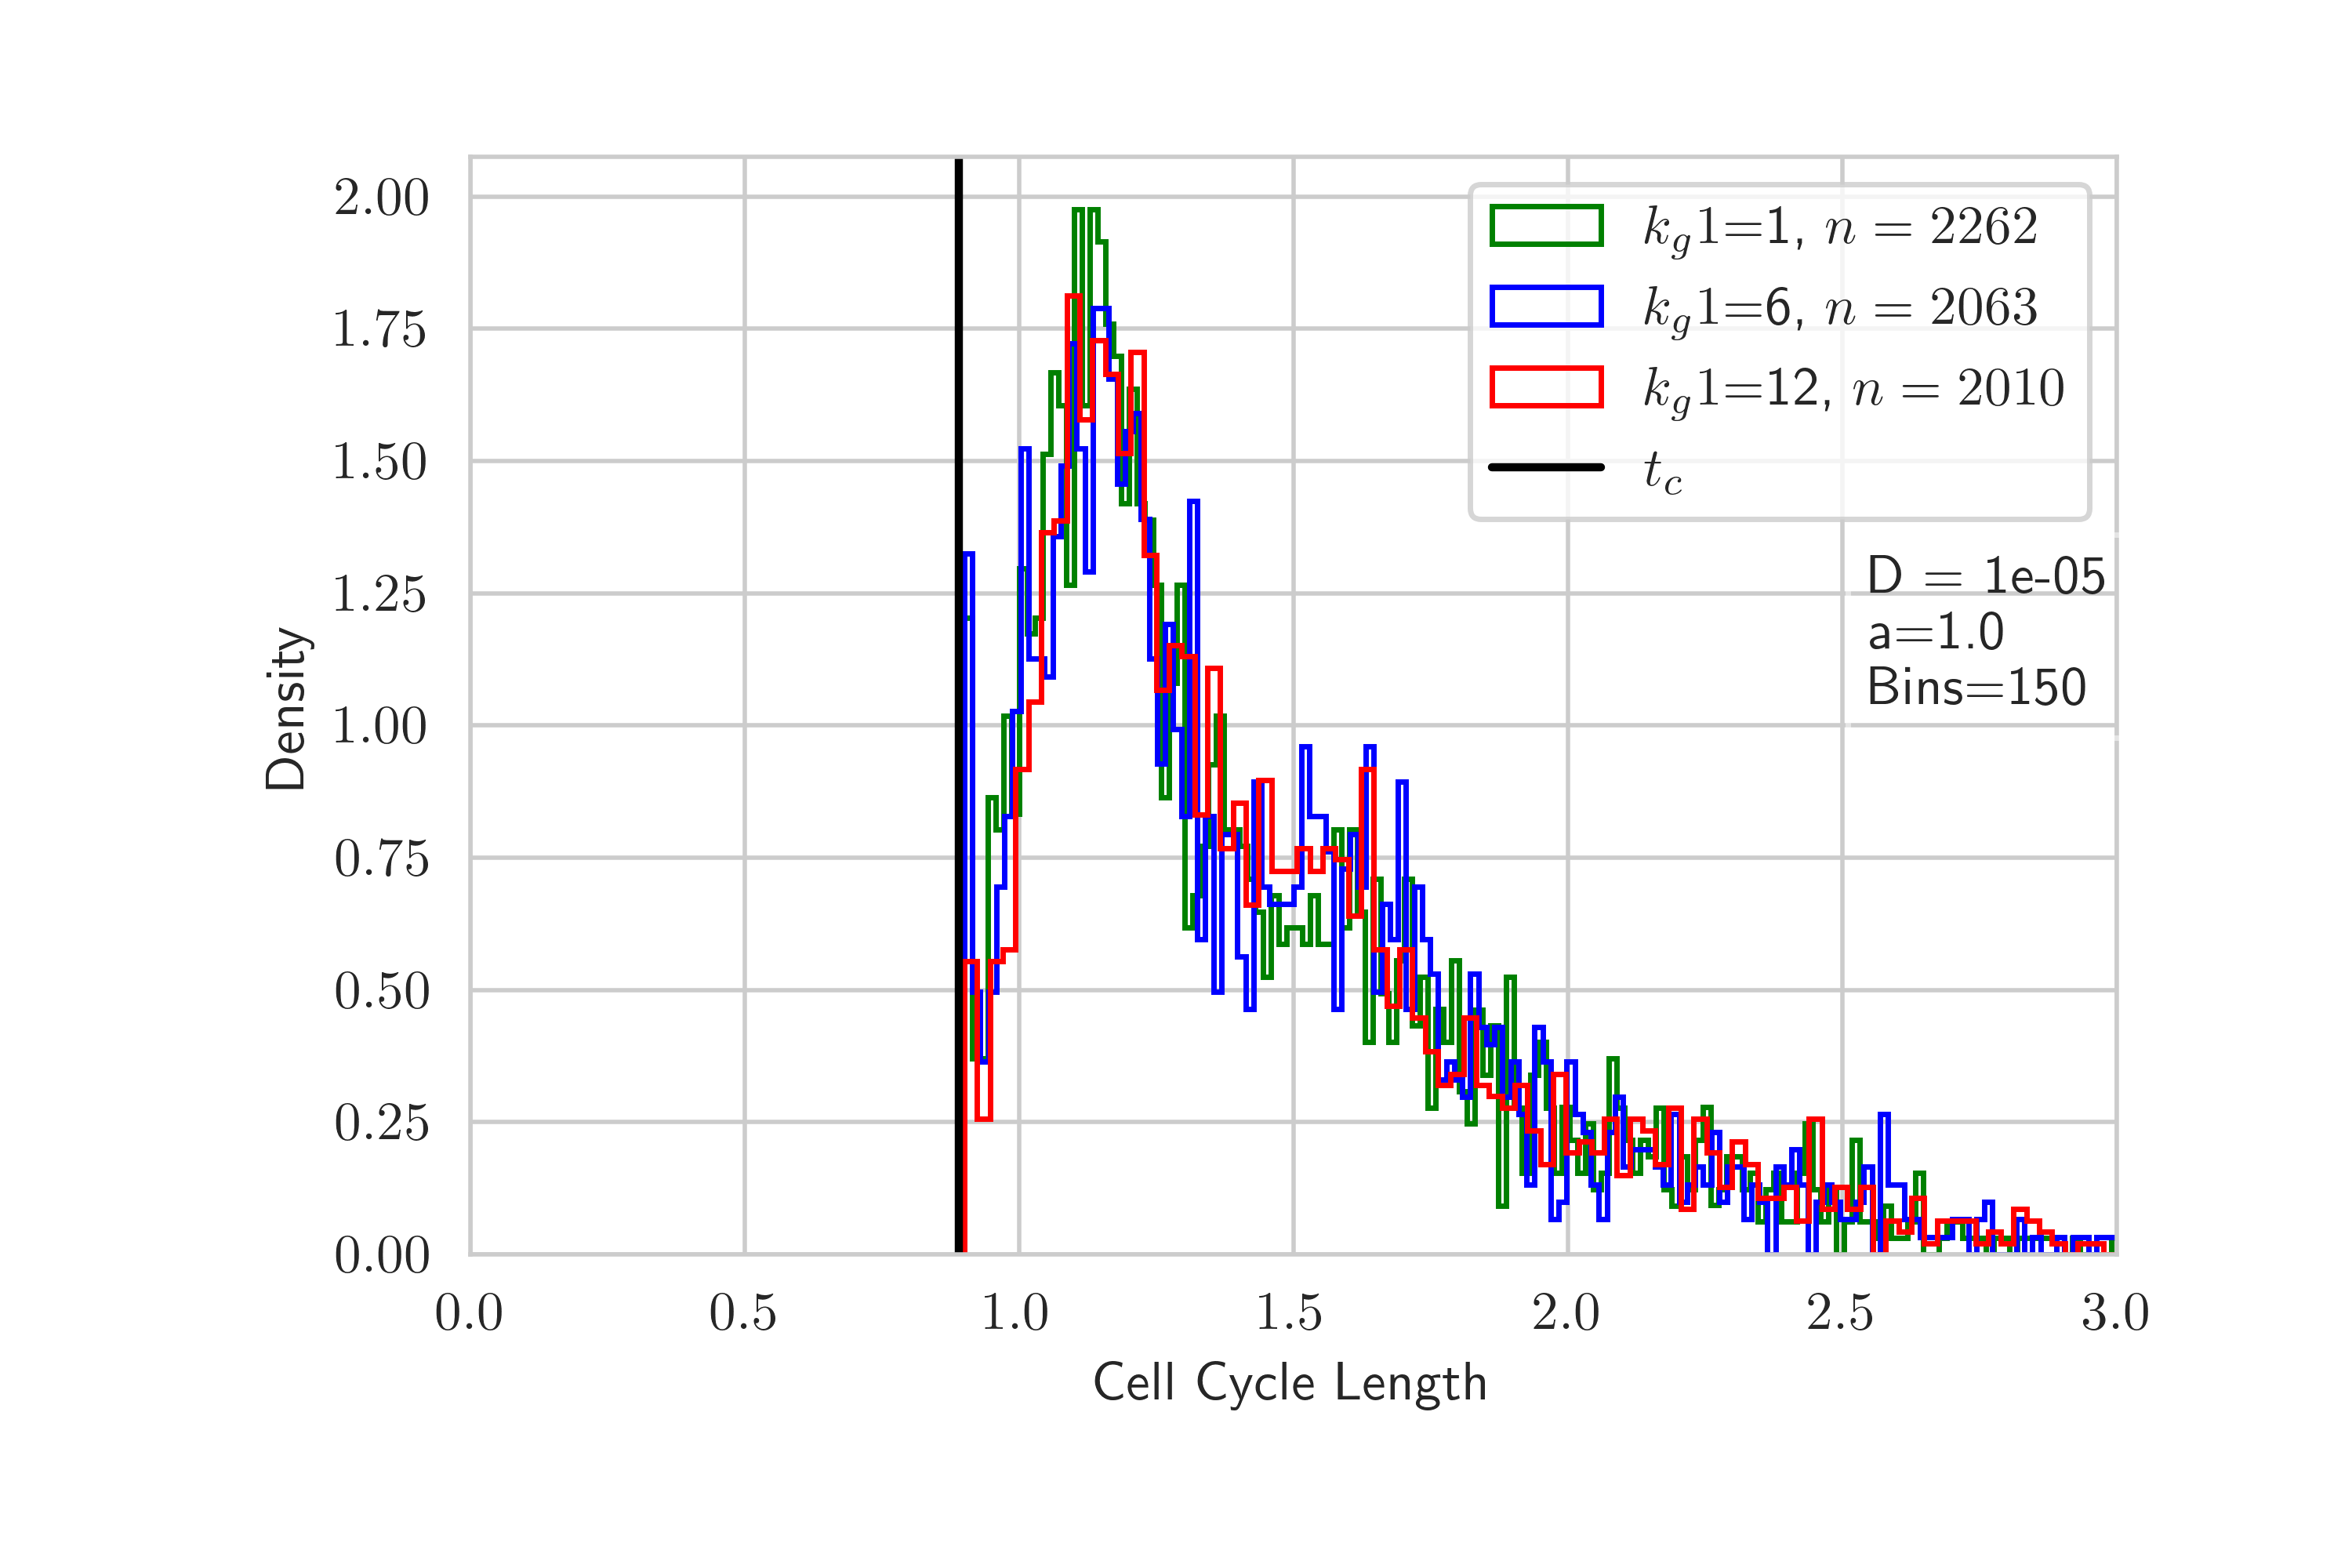 2.00
1.75
1.50
1.25
1.00
0.75
0.50
0.25
0.00
Density
0.0 0.5 1.0 1.5 2.0 2.5 3.0
Cell Cycle Length
k_g1=1, n = 2262
k_g1=6, n = 2063
k_g1=12, n = 2010
t_c
D = 1e-05
a=1.0
Bins=150